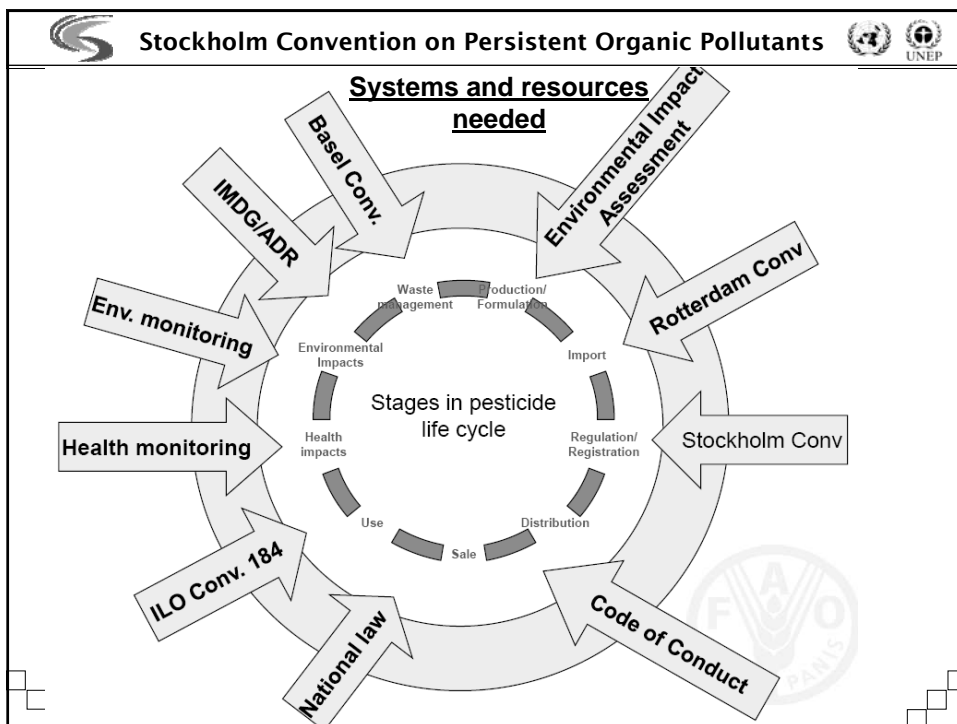 Stockholm Convention on Persistent Organic Pollutants
UNEP
Systems and resources
needed
Basel Conv.
Environmental Impact
Assessment
IMDG/ADR
Rotterdam Conv
Env. monitoring
Stockholm Conv
Health monitoring
Code of Conduct
ILO Conv. 184
National law
Waste
management
Production/
Formulation
Environmental
Impacts
Import
Stages in pesticide
life cycle
Health
impacts
Regulation/
Registration
Use
Distribution
Sale
F A O
PANIS